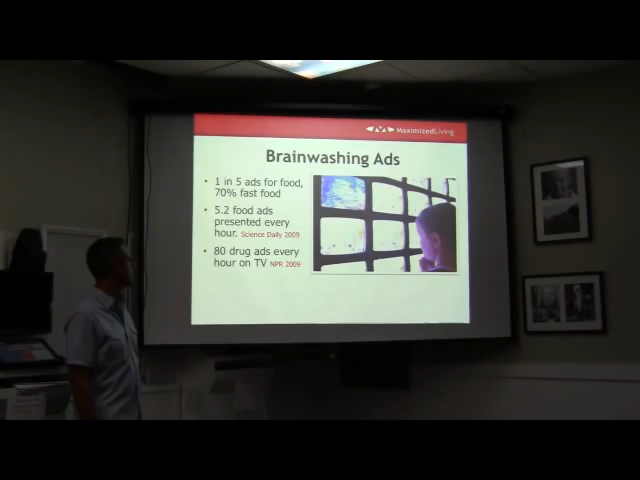 MaximizedLiving
Brainwashing Ads
• 1 in 5 ads for food,
70% fast food
• 5.2 food ads
presented every
hour. Science Daily 2009
• 80 drug ads every
hour on TV NPR 2009